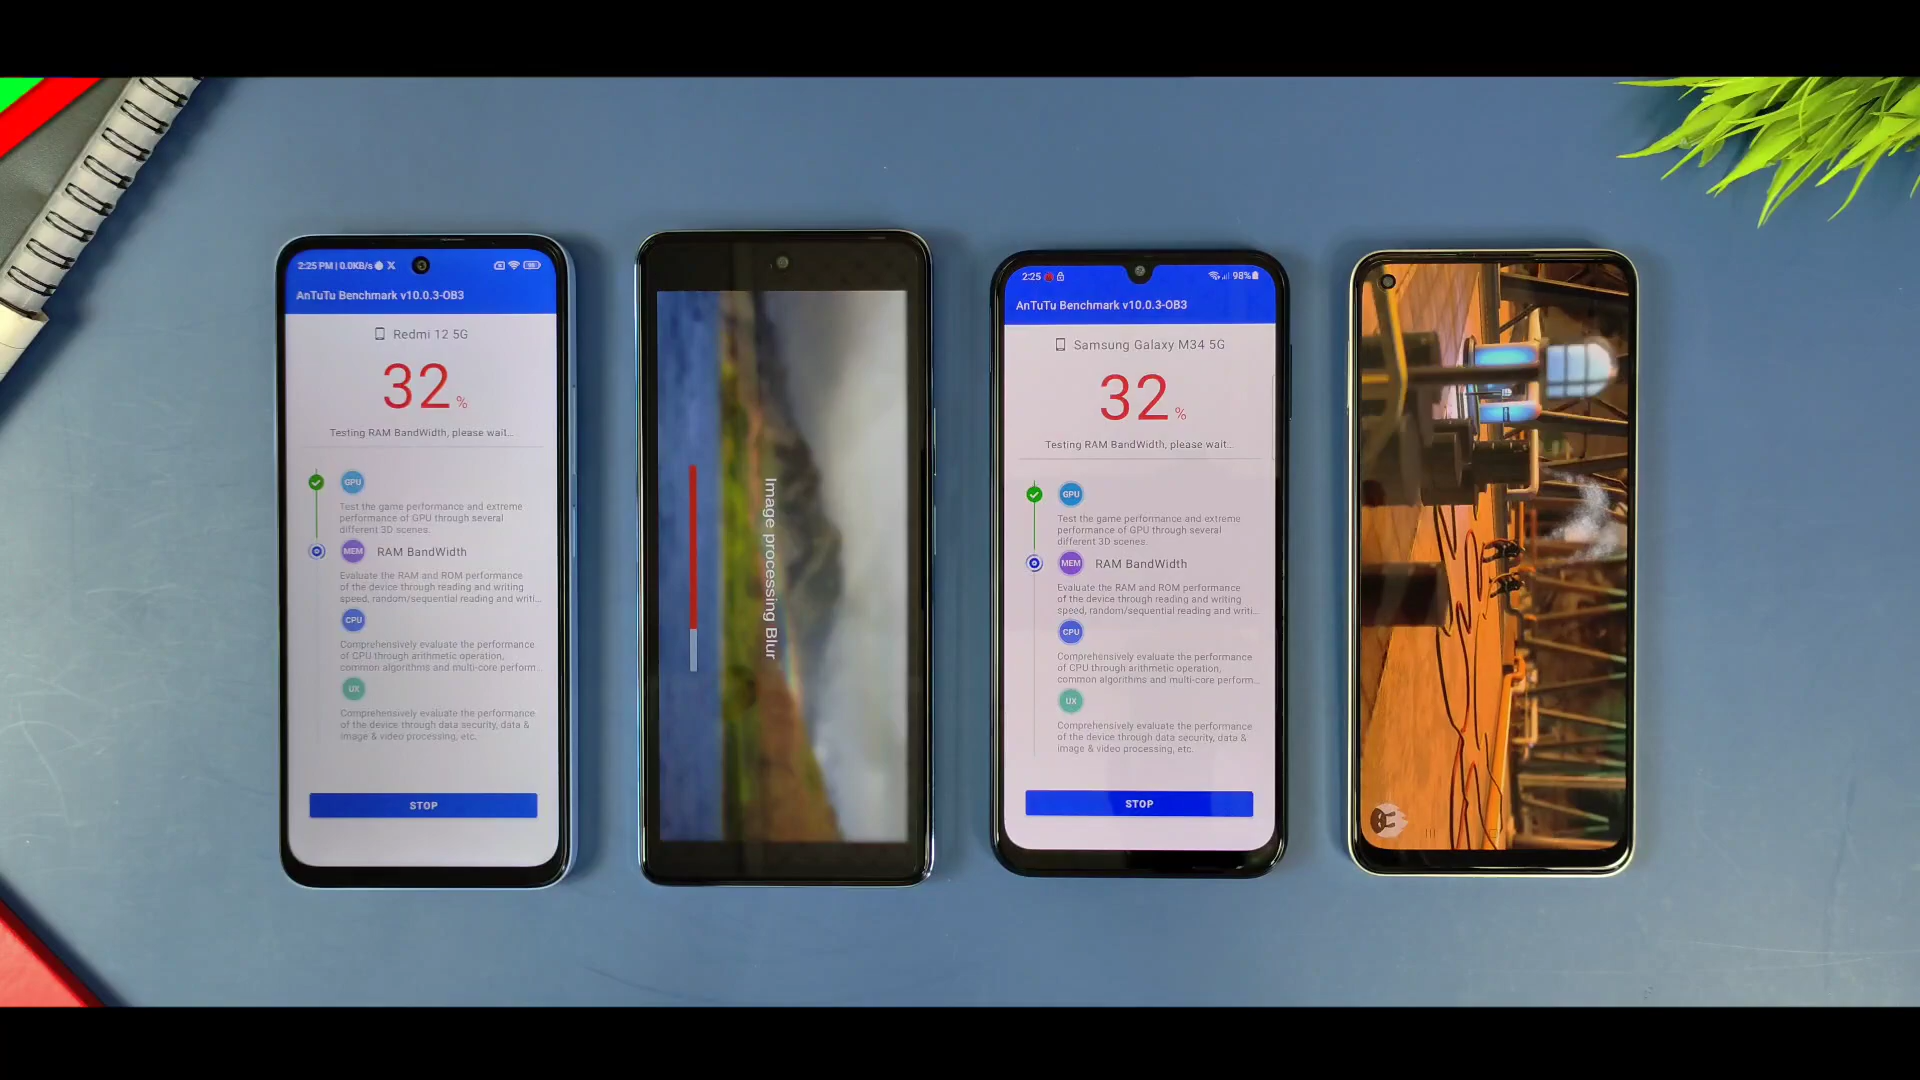 2:25 PM | 0.0KB/s
AnTuTu Benchmark v10.0.3-OB3
Redmi 12 5G
32%
Testing RAM BandWidth, please wait...
GPU
Test the game performance and extreme
performance of GPU through several
different 3D scenes.
MEM RAM BandWidth
Evaluate the RAM and ROM performance
of the device through reading and writing
speed, random/sequential reading and writi...
CPU
Comprehensively evaluate the performance
of CPU through arithmetic operation,
common algorithms and multi-core perform...
UX
Comprehensively evaluate the performance
of the device through data security, data &
image & video processing, etc.
STOP
Image processing Blur
2:25 98%
AnTuTu Benchmark v10.0.3-OB3
Samsung Galaxy M34 5G
32%
Testing RAM BandWidth, please wait...
GPU
Test the game performance and extreme
performance of GPU through several
different 3D scenes.
MEM RAM BandWidth
Evaluate the RAM and ROM performance
of the device through reading and writing
speed, random/sequential reading and writi...
CPU
Comprehensively evaluate the performance
of CPU through arithmetic operation,
common algorithms and multi-core perform...
UX
Comprehensively evaluate the performance
of the device through data security, data &
image & video processing, etc.
STOP